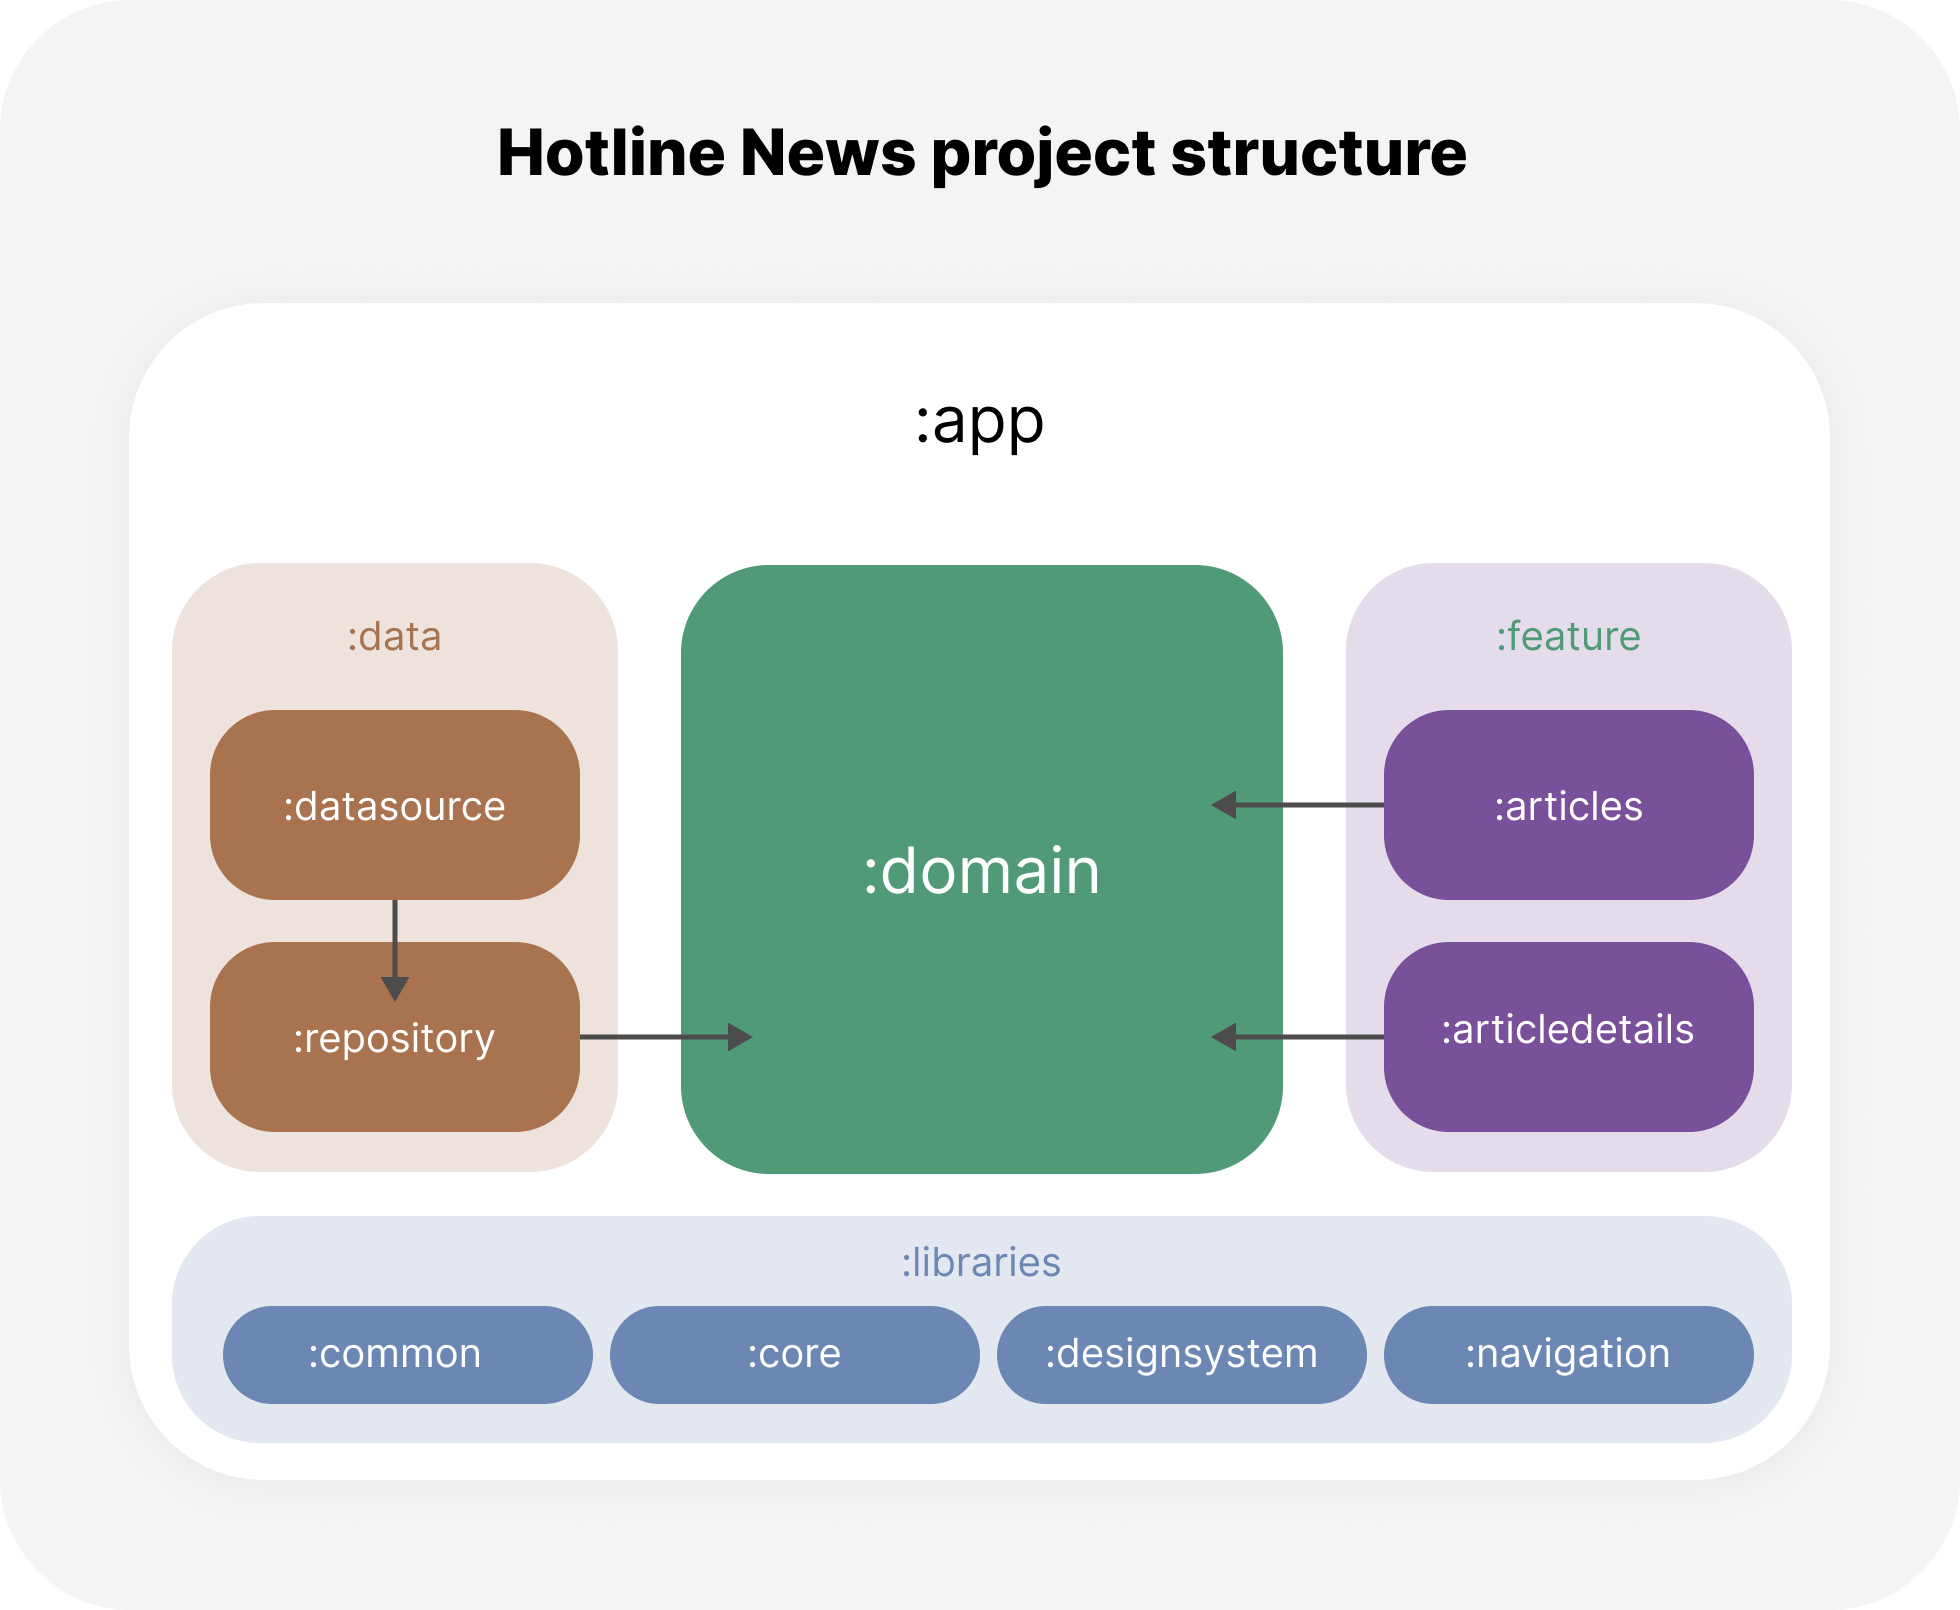 Hotline News project structure
:app
:data
:datasource
:repository
:domain
:feature
:articles
:articledetails
:libraries
:common
:core
:designsystem
:navigation